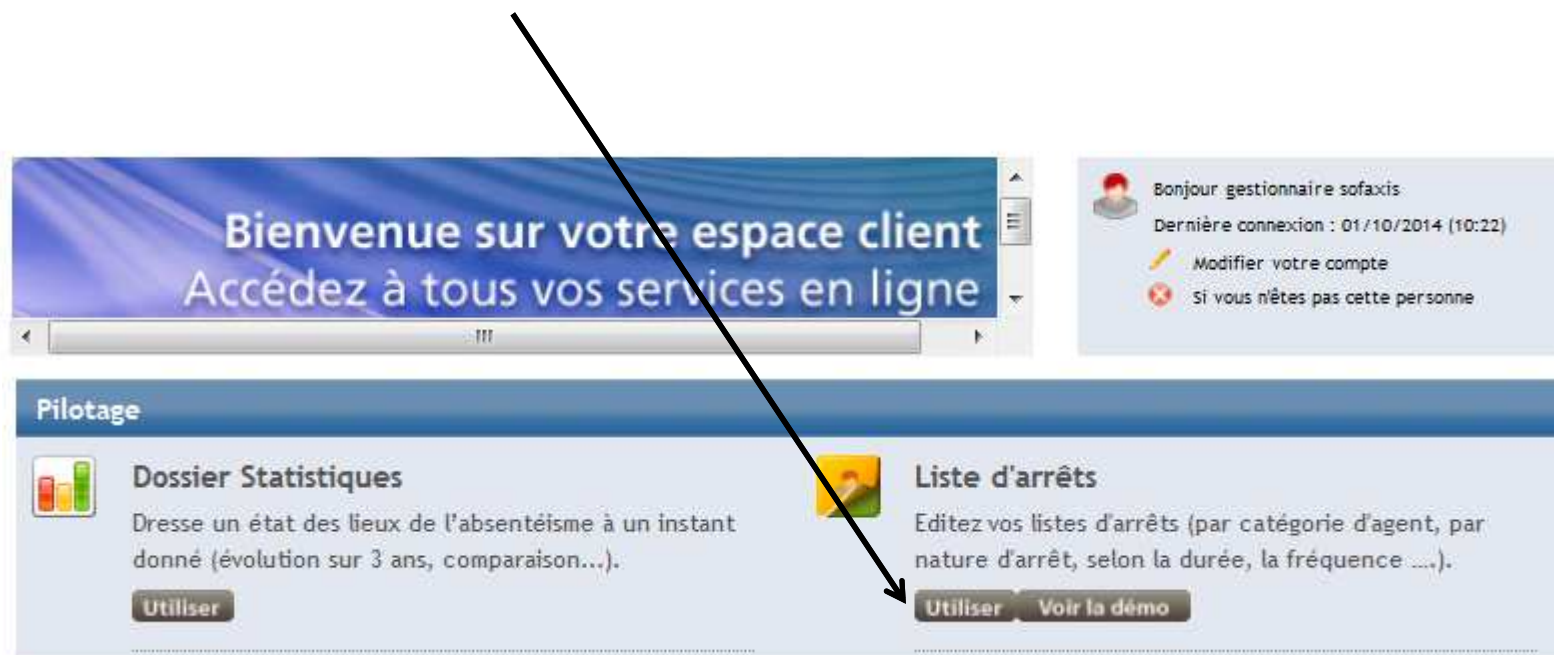 Bienvenue sur votre espace client
Accédez à tous vos services en ligne
Bonjour gestionnaire sofaxis
Dernière connexion : 01/10/2014 (10:22)
Modifier votre compte
Si vous n'êtes pas cette personne
Pilotage
Dossier Statistiques
Dresse un état des lieux de l'absentéisme à un instant
donné (évolution sur 3 ans, comparaison...).
Utiliser
Liste d'arrêts
Editez vos listes d'arrêts (par catégorie d'agent, par
nature d'arrêt, selon la durée, la fréquence ....).
Utiliser Voir la démo